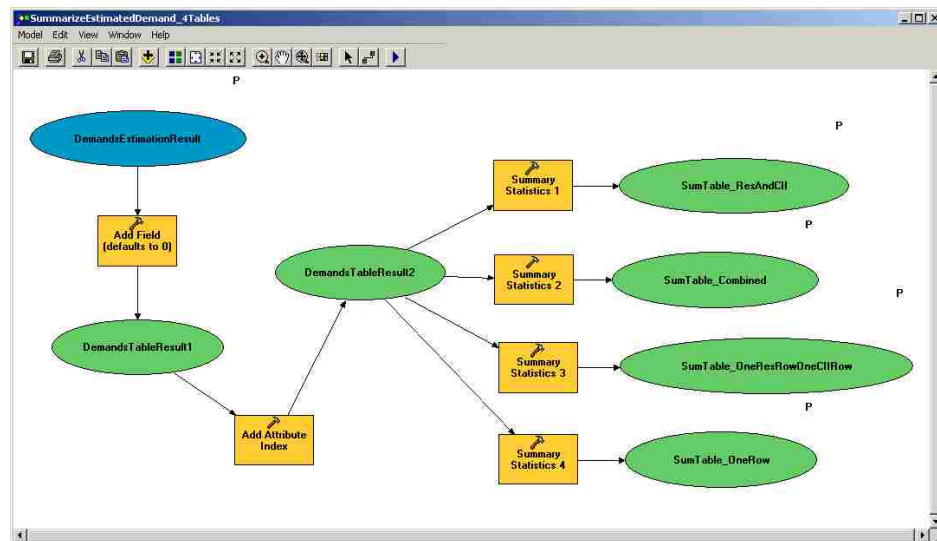 SummarizeEstimatedDemand_4Tables
Model Edit View Window Help
P
DemandsEstimationResult
P
Add Field
(defaults to 0)
Summary
Statistics 1
SumTable_ResAndCII
P
DemandsTableResult2
Summary
Statistics 2
SumTable_Combined
P
DemandsTableResult1
Summary
Statistics 3
SumTable_OneResRowOneCIIRow
P
Add Attribute
Index
Summary
Statistics 4
SumTable_OneRow